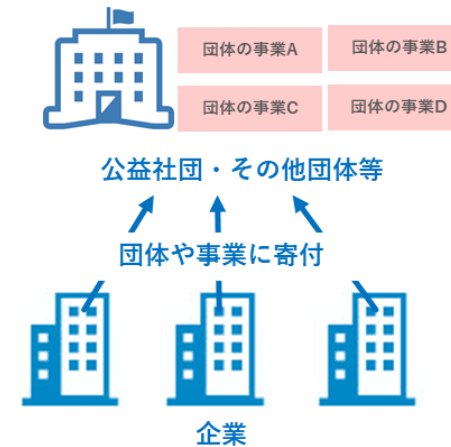 団体の事業A
団体の事業B
団体の事業C
団体の事業D
公益社団・その他団体等
団体や事業に寄付
企業